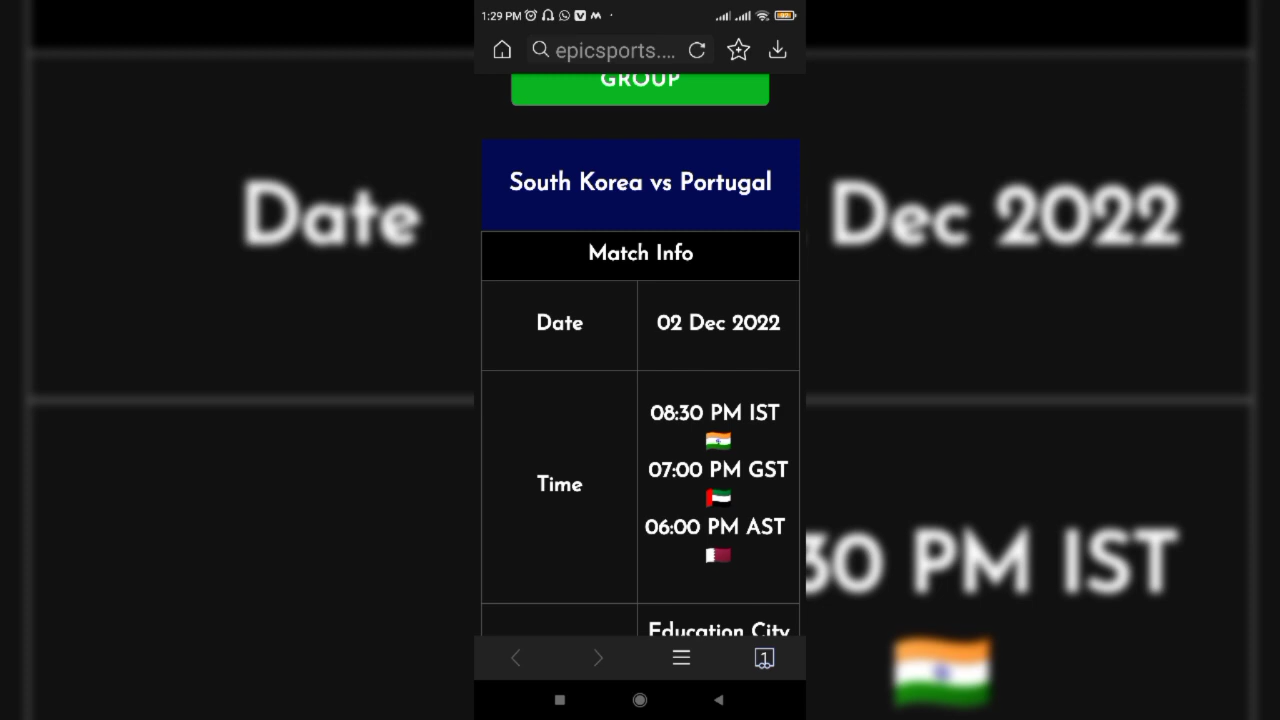 1:29 PM
epicsports....
GROUP
South Korea vs Portugal
Match Info
Date
02 Dec 2022
Time
08:30 PM IST
07:00 PM GST
06:00 PM AST
Education City
1
Date
Dec 2022
30 PM IST